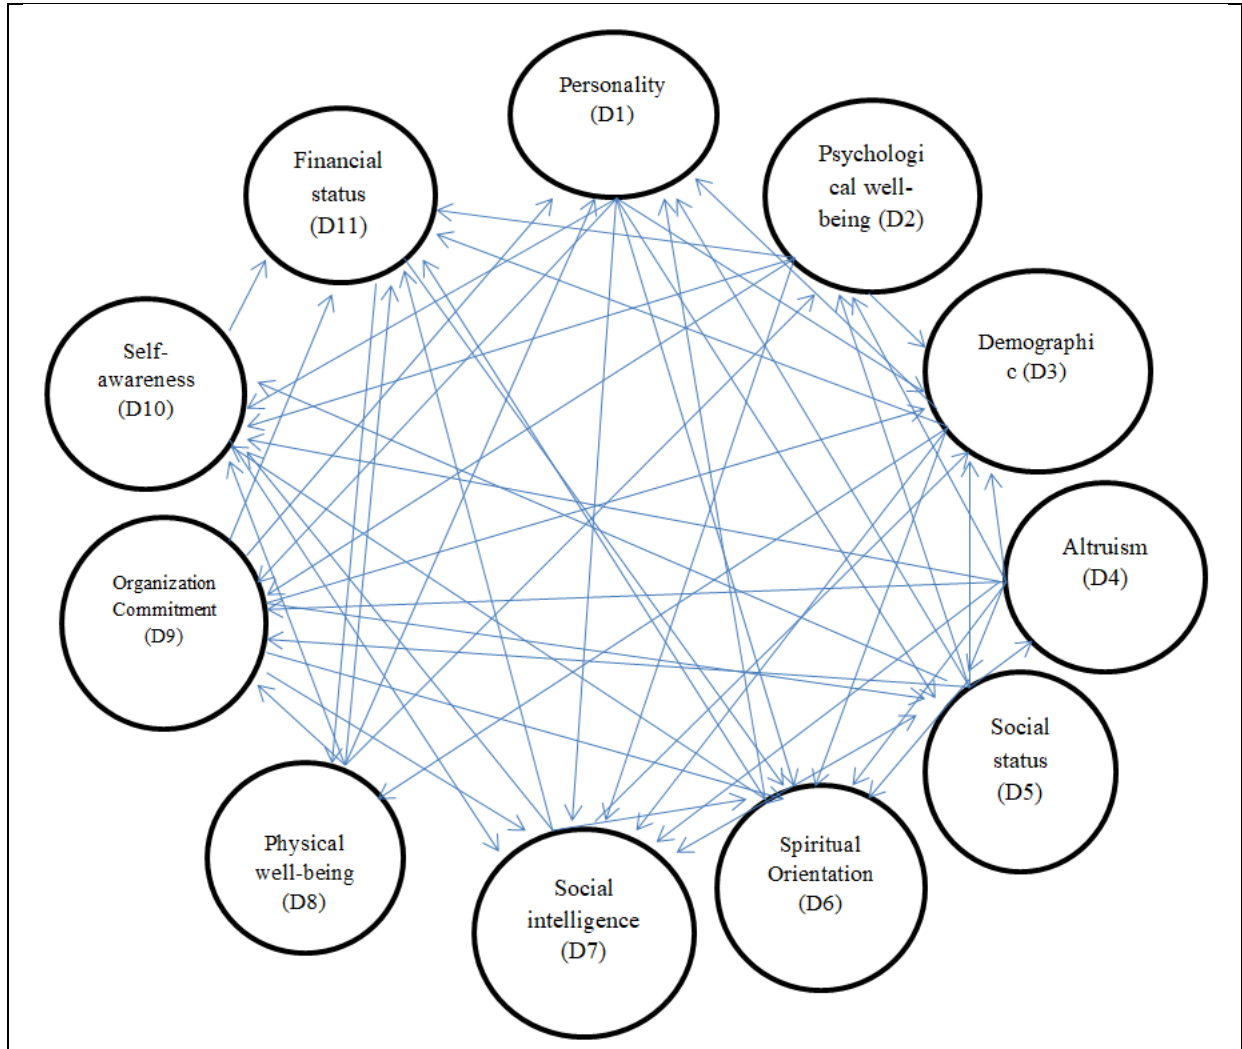 Personality
(D1)
Psychologi
cal well-
being (D2)
Demographi
c (D3)
Altruism
(D4)
Social
status
(D5)
Spiritual
Orientation
(D6)
Social
intelligence
(D7)
Physical
well-being
(D8)
Organization
Commitment
(D9)
Self-
awareness
(D10)
Financial
status
(D11)